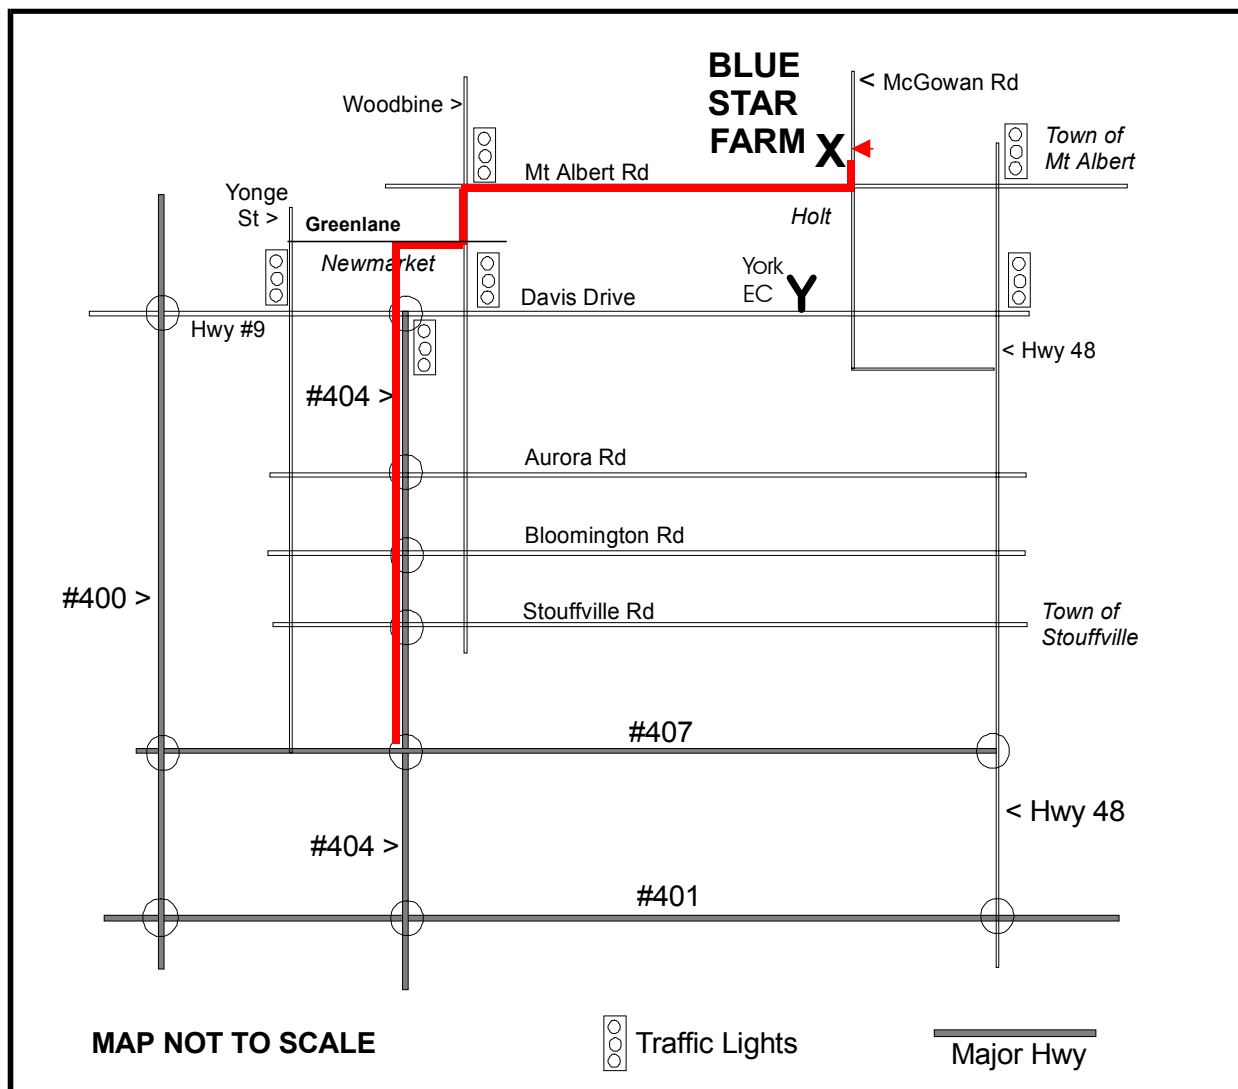 BLUE
STAR
FARM X
< McGowan Rd
Woodbine >
Town of
Mt Albert
Mt Albert Rd
Yonge
St >
Greenlane
Holt
Newmarket
York
EC Y
Davis Drive
Hwy #9
< Hwy 48
#404 >
Aurora Rd
Bloomington Rd
#400 >
Stouffville Rd
Town of
Stouffville
#407
< Hwy 48
#404 >
#401
MAP NOT TO SCALE
Traffic Lights
Major Hwy